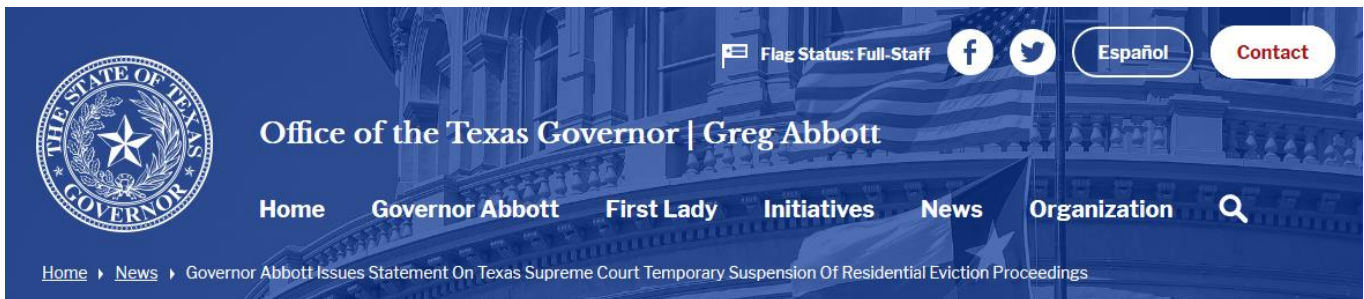 Flag Status: Full-Staff
f
Español
Contact
THE STATE OF TEXAS
GOVERNOR
Office of the Texas Governor | Greg Abbott
Home Governor Abbott First Lady Initiatives News Organization
Home News Governor Abbott Issues Statement On Texas Supreme Court Temporary Suspension Of Residential Eviction Proceedings